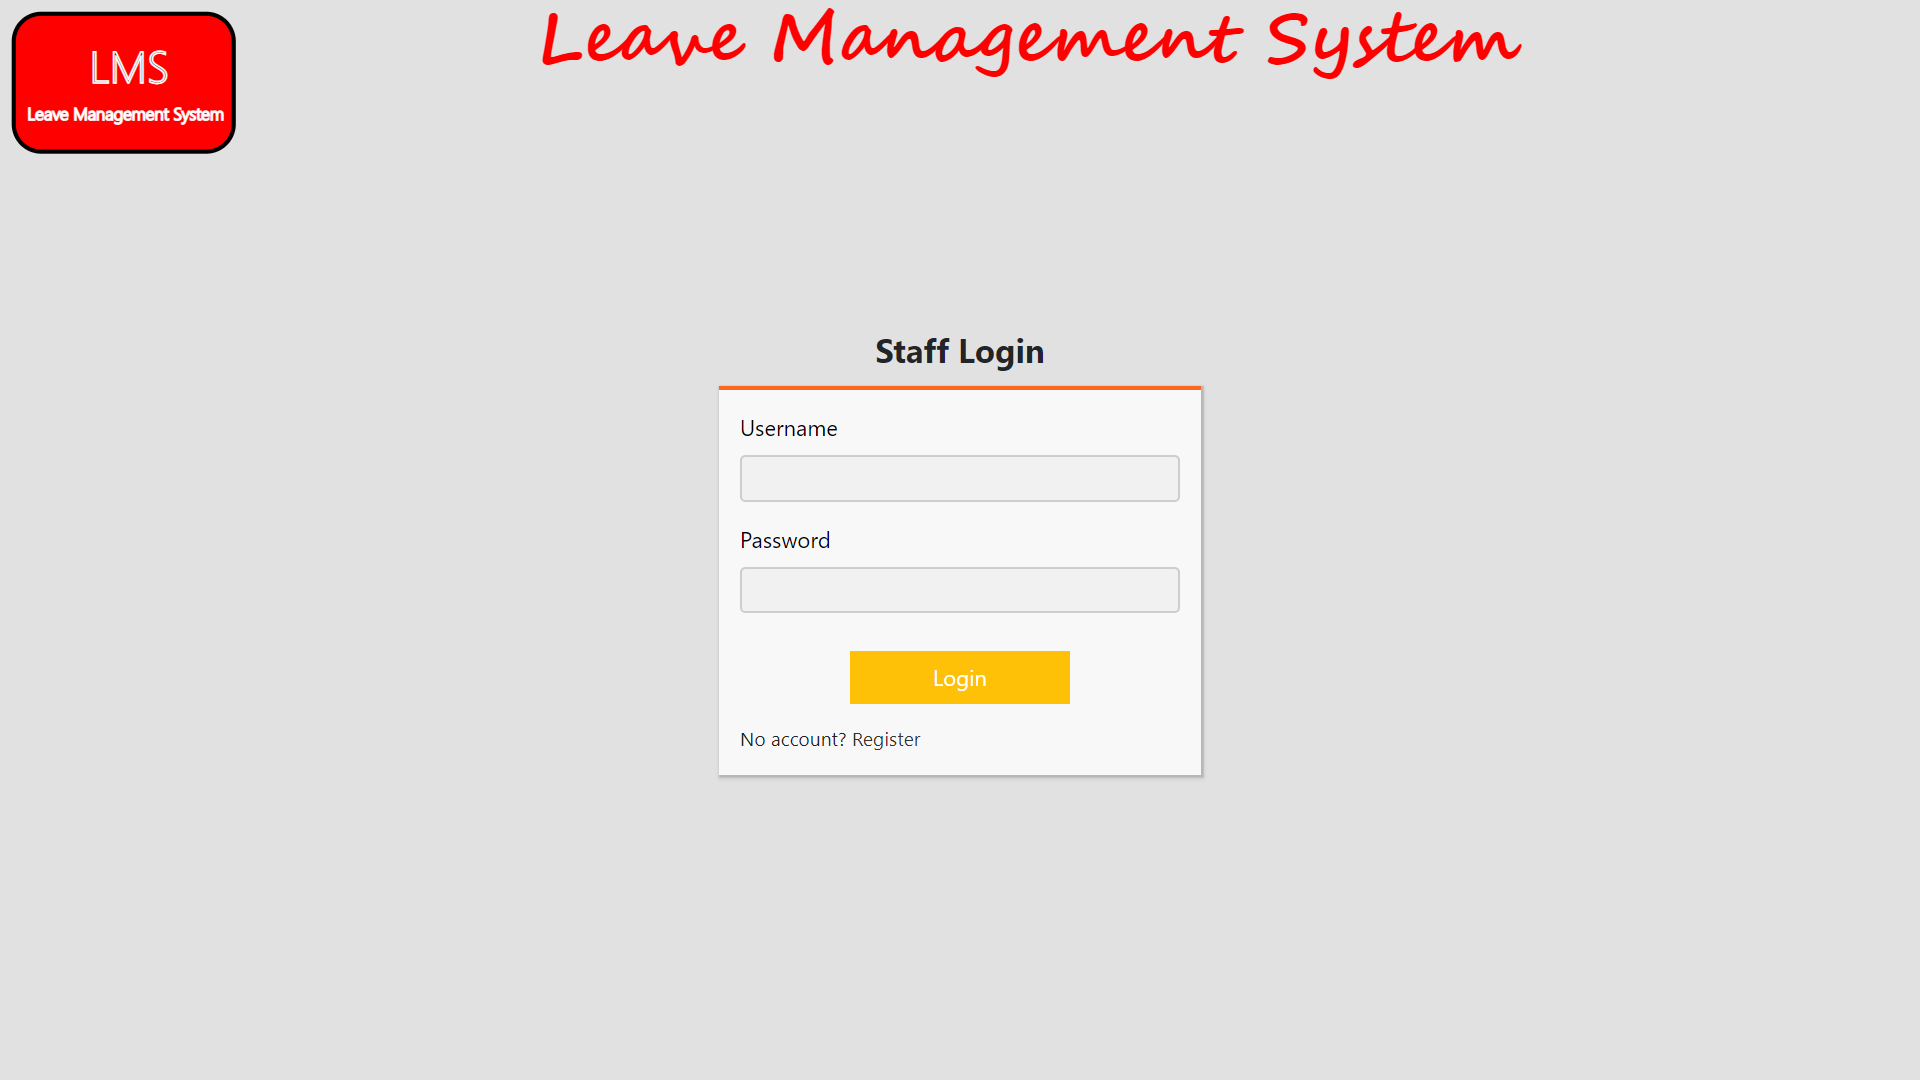 LMS
Leave Management System
Leave Management System
Staff Login
Username
Password
Login
No account? Register